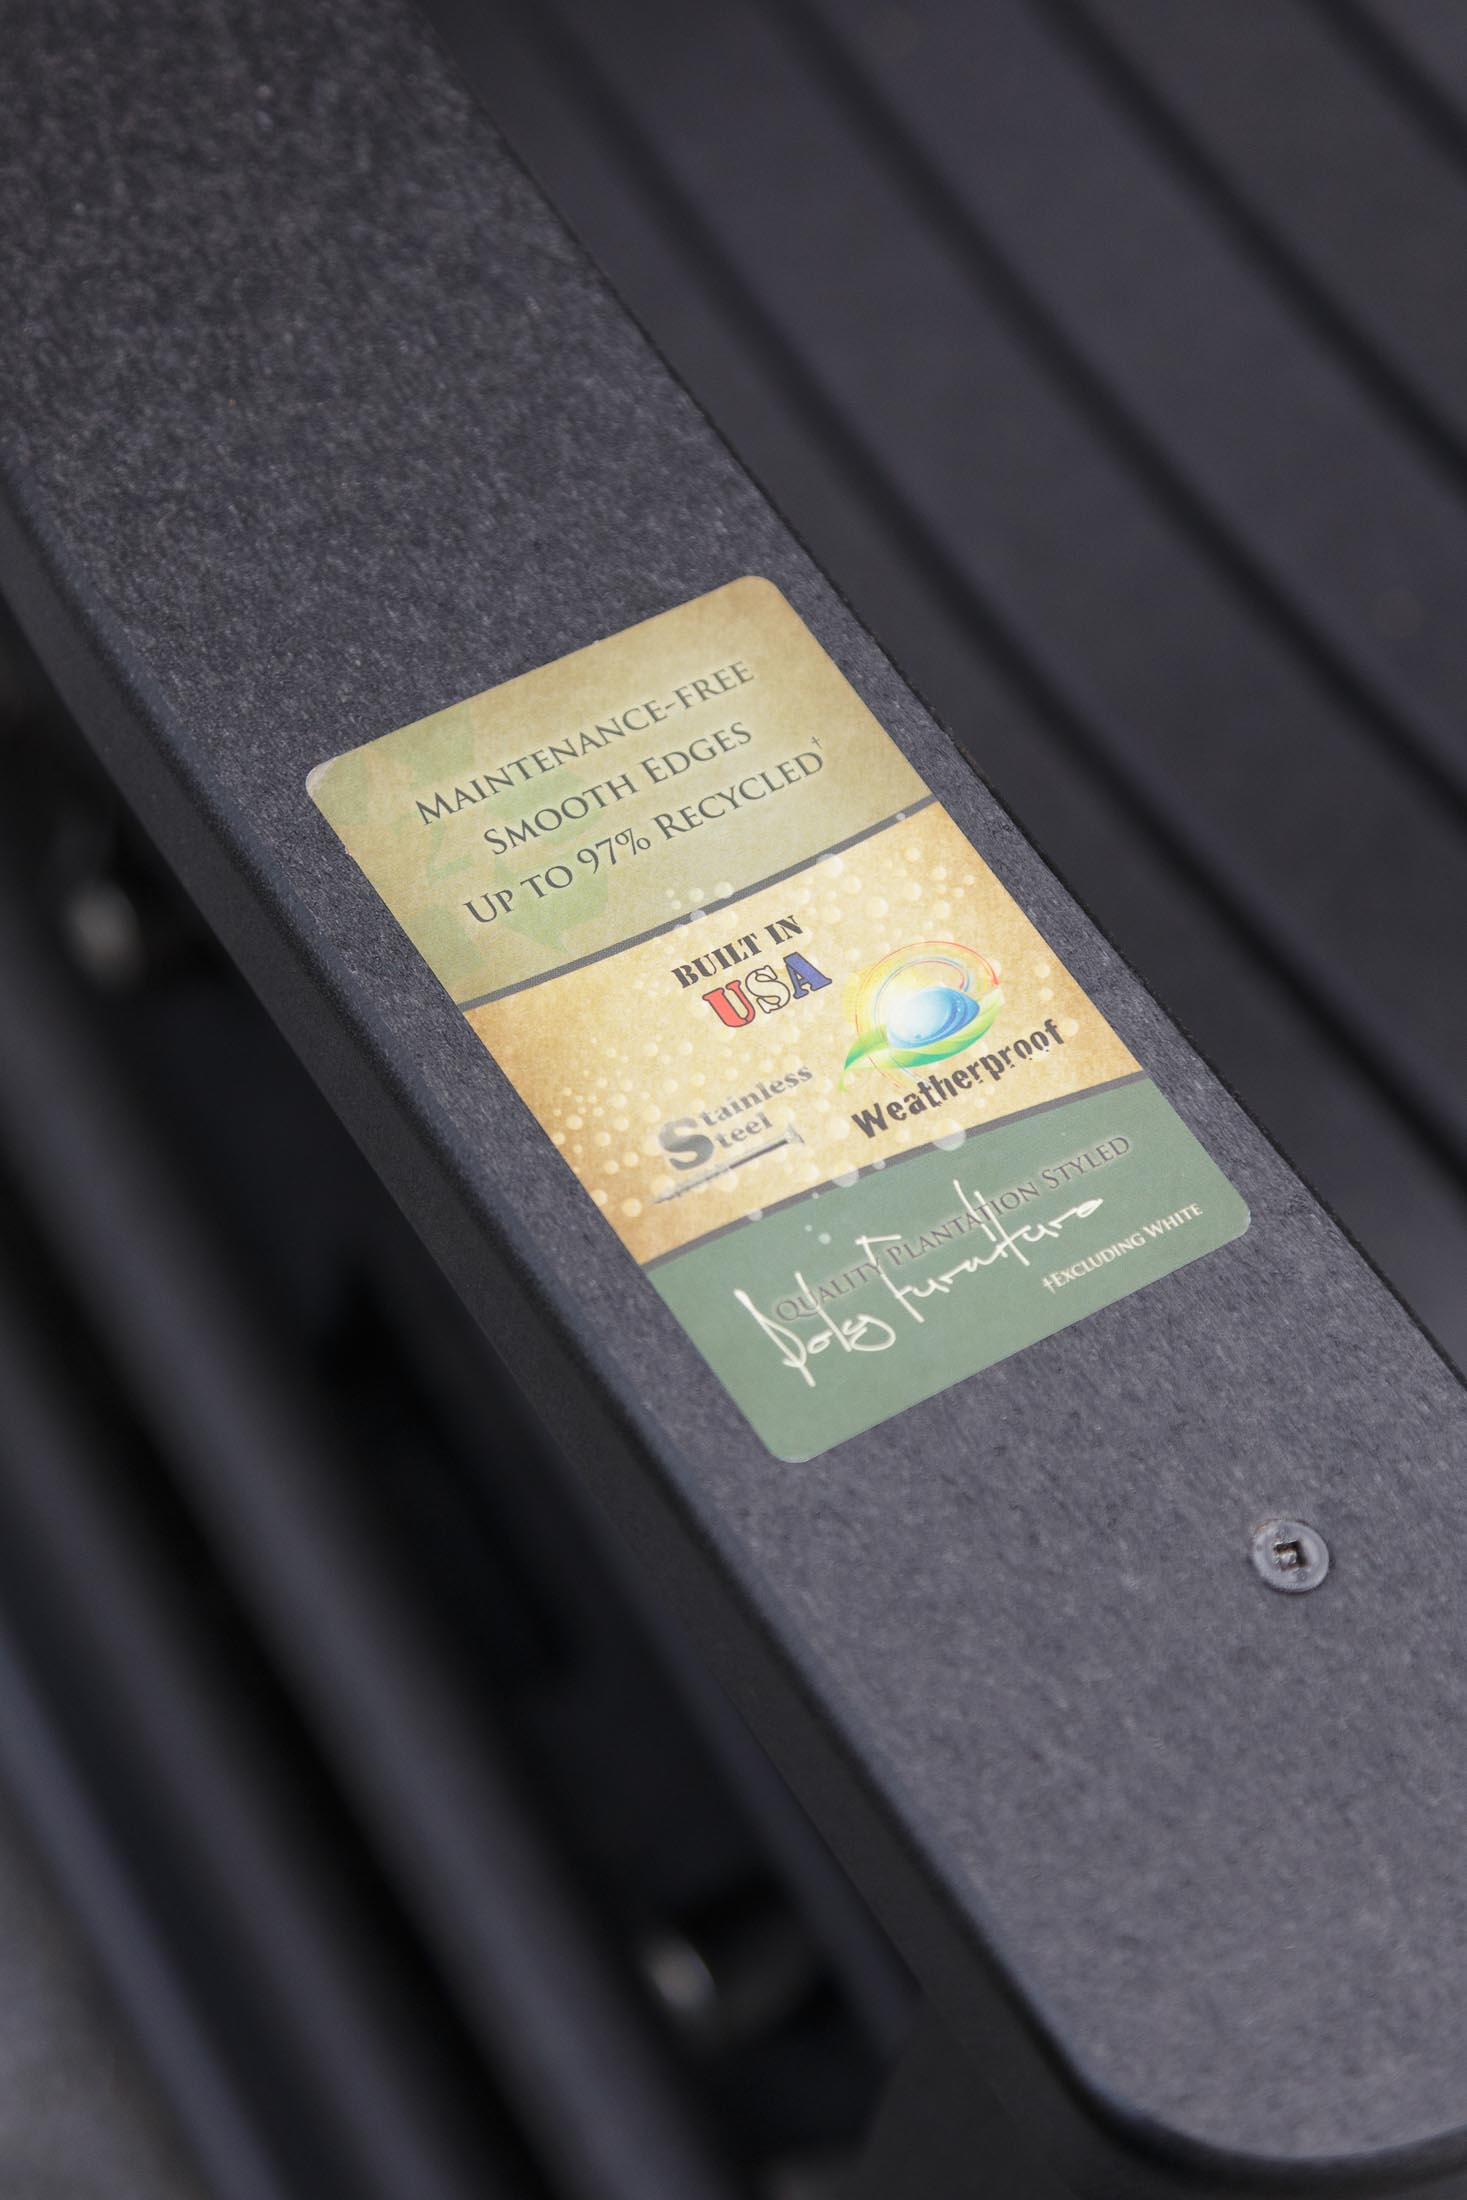 MAINTENANCE-FREE
SMOOTH EDGES
UP TO 97% RECYCLED†
BUILT IN
USA
Stainless
Steel
Weatherproof
QUALITY PLANTATION STYLED
Poly Furniture
†EXCLUDING WHITE